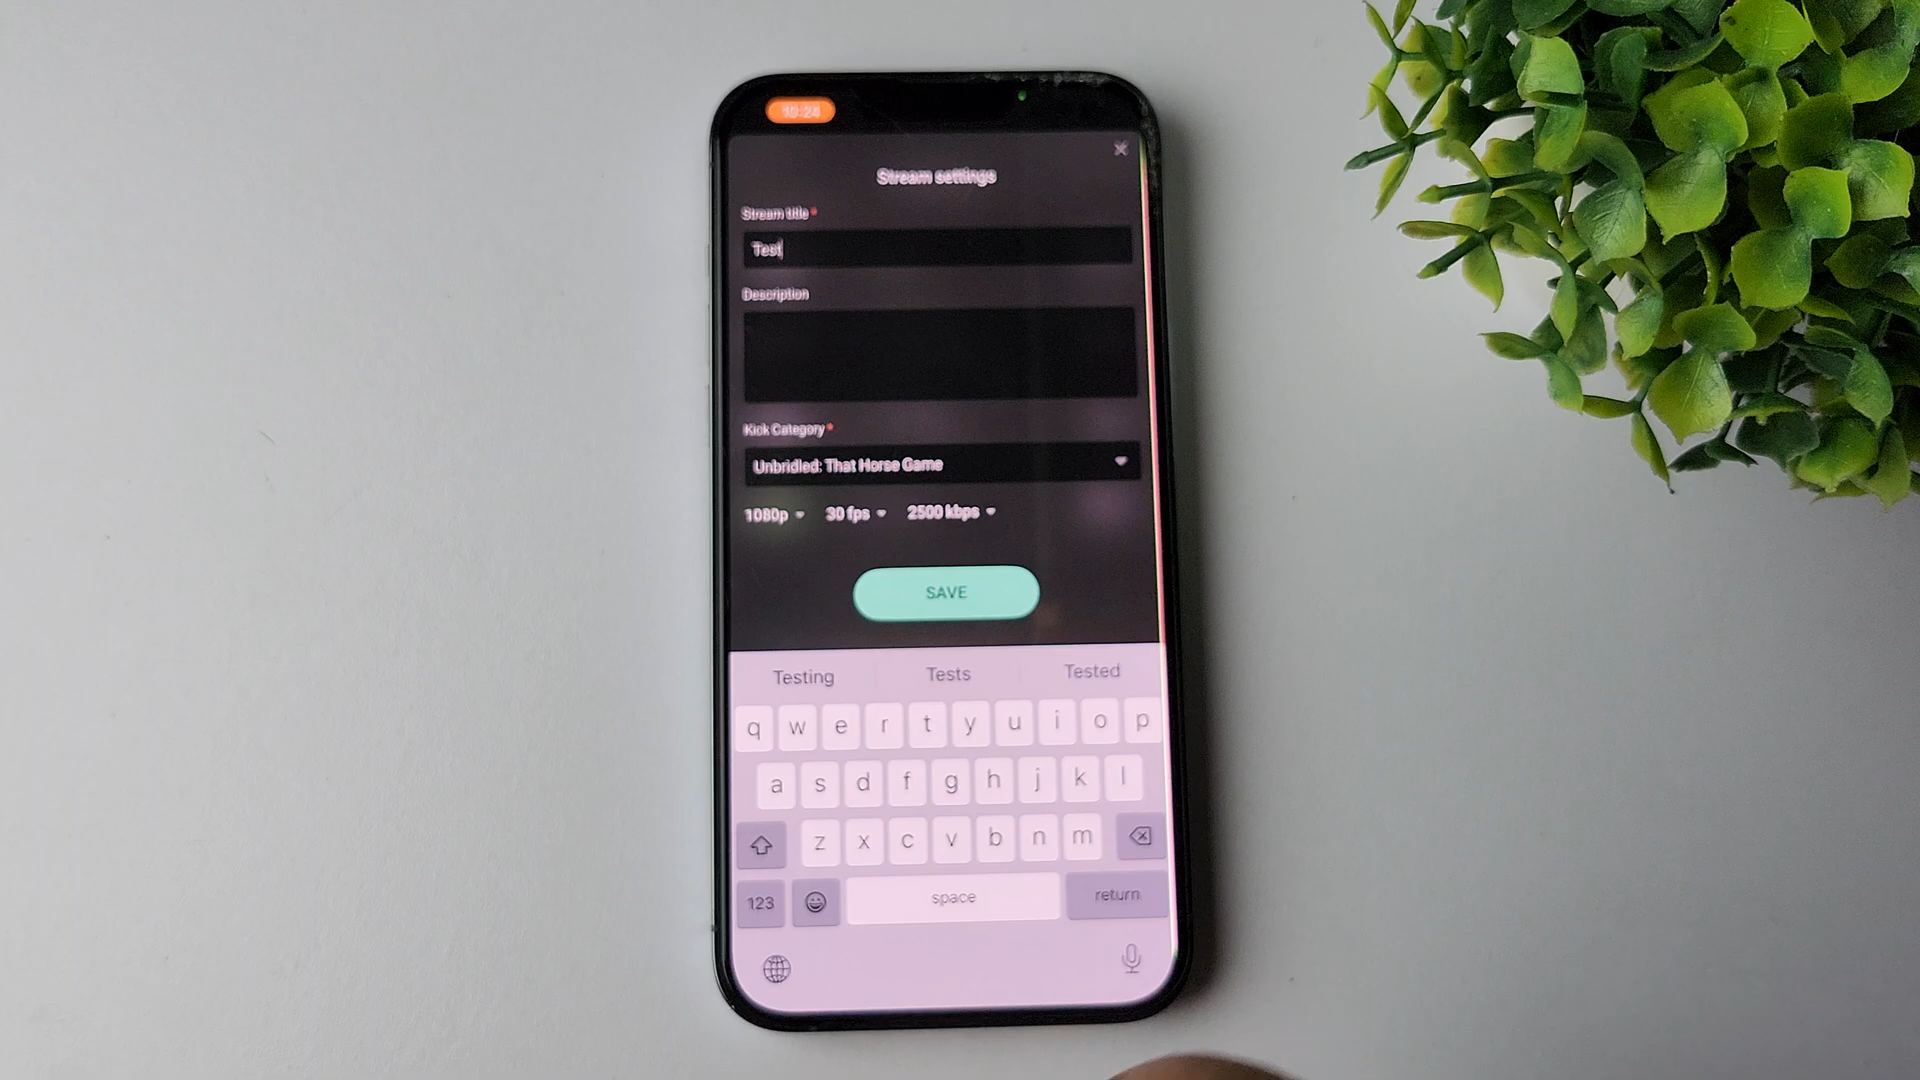 10:24
Stream settings
Stream title *
Test
Description
Kick Category *
Unbridled: That Horse Game
1080p 30 fps 2500 kbps
SAVE
Testing Tests Tested
q w e r t y u i o p
a s d f g h j k l
z x c v b n m
123 space return